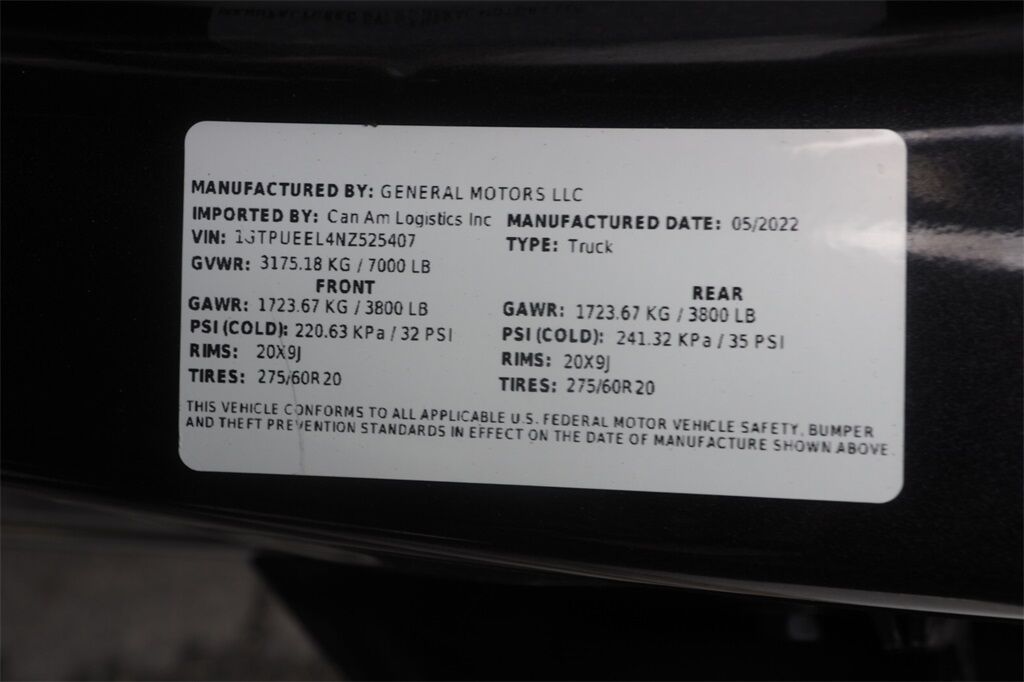 MANUFACTURED BY: GENERAL MOTORS LLC
IMPORTED BY: Can Am Logistics Inc MANUFACTURED DATE: 05/2022
VIN: 1GTPUEEL4NZ525407 TYPE: Truck
GVWR: 3175.18 KG / 7000 LB
FRONT REAR
GAWR: 1723.67 KG / 3800 LB GAWR: 1723.67 KG / 3800 LB
PSI (COLD): 220.63 KPa / 32 PSI PSI (COLD): 241.32 KPa / 35 PSI
RIMS: 20X9J RIMS: 20X9J
TIRES: 275/60R20 TIRES: 275/60R20
THIS VEHICLE CONFORMS TO ALL APPLICABLE U.S. FEDERAL MOTOR VEHICLE SAFETY, BUMPER
AND THEFT PREVENTION STANDARDS IN EFFECT ON THE DATE OF MANUFACTURE SHOWN ABOVE.